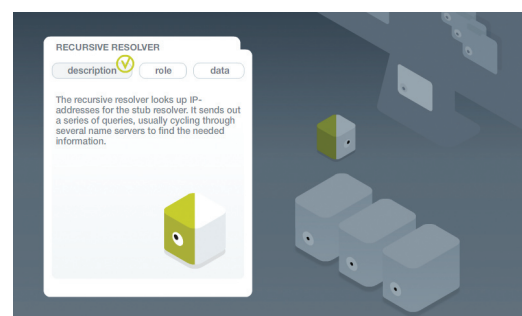 RECURSIVE RESOLVER
description
role
data
The recursive resolver looks up IP-
addresses for the stub resolver. It sends out
a series of queries, usually cycling through
several name servers to find the needed
information.